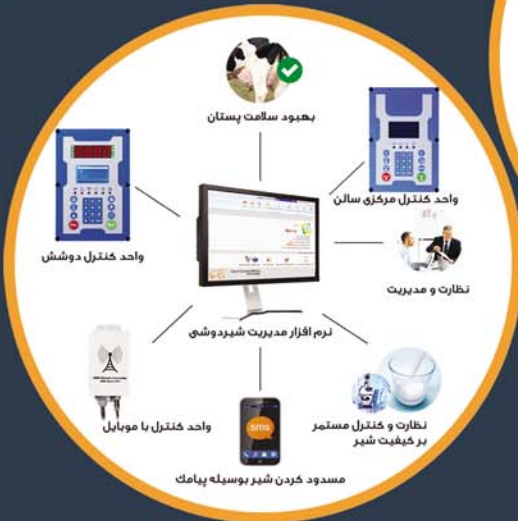 بهبود سلامت پستان
واحد کنترل مرکزی سالن
واحد کنترل دوشش
نظارت و مدیریت
نرم افزار مدیریت شیردوشی
واحد کنترل با موبایل
sms
نظارت و کنترل مستمر
بر کیفیت شیر
مسدود کردن شیر بوسیله پیامك